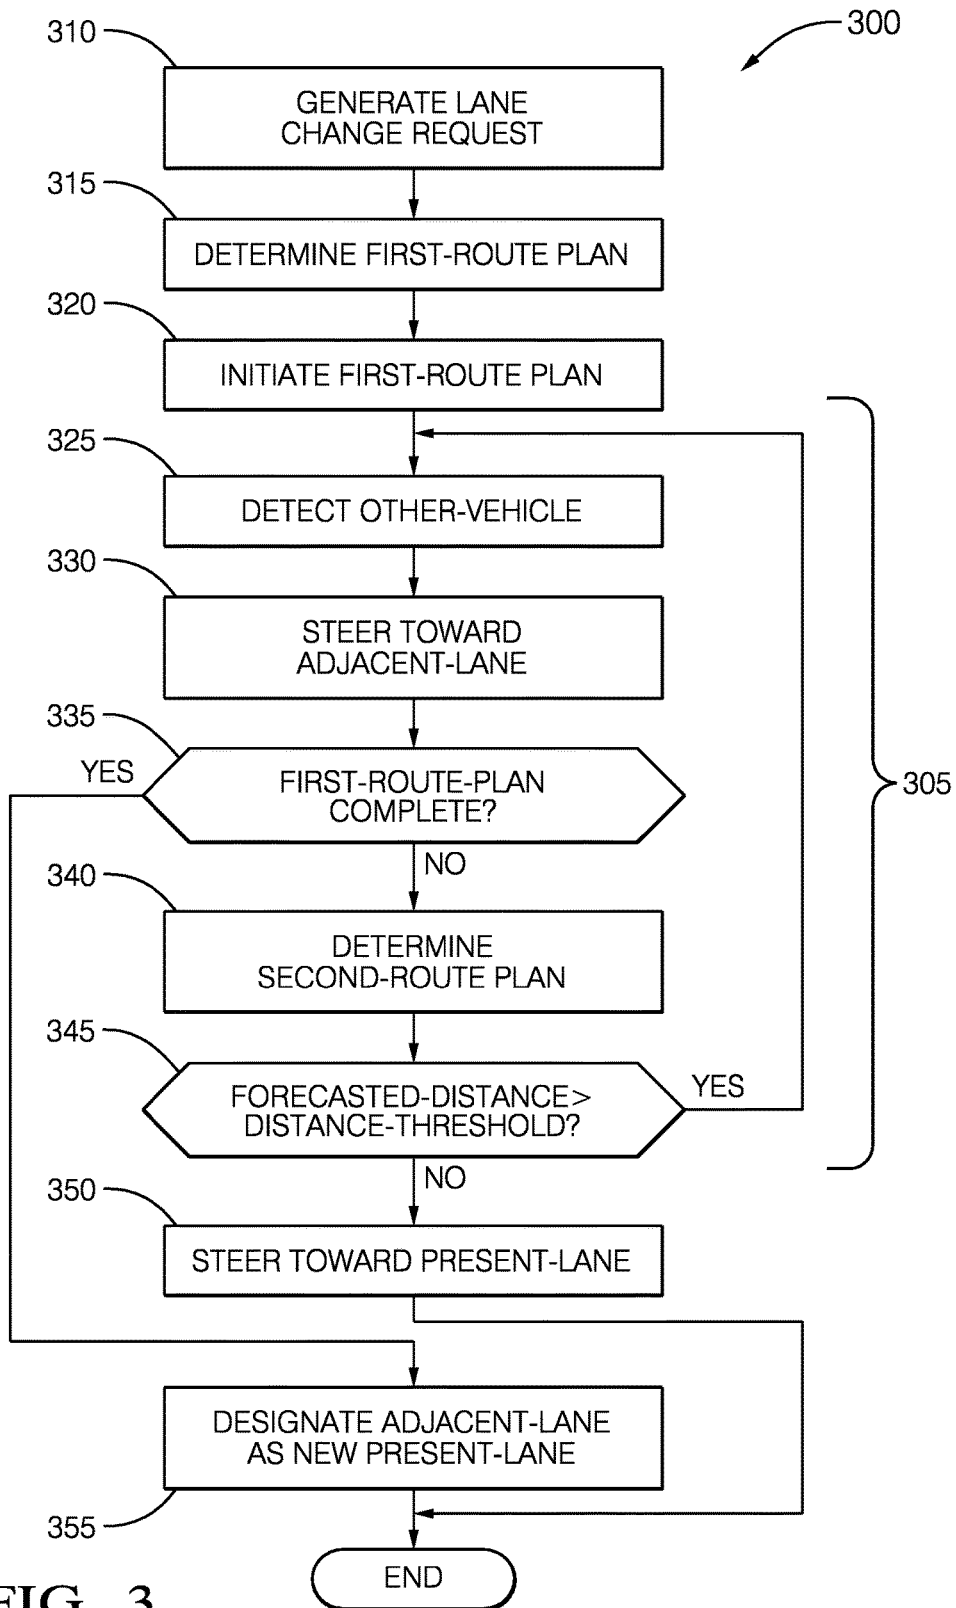 310
300
GENERATE LANE
CHANGE REQUEST
315
DETERMINE FIRST-ROUTE PLAN
320
INITIATE FIRST-ROUTE PLAN
325
DETECT OTHER-VEHICLE
330
STEER TOWARD
ADJACENT-LANE
335
YES
FIRST-ROUTE-PLAN
COMPLETE?
305
NO
340
DETERMINE
SECOND-ROUTE PLAN
345
FORECASTED-DISTANCE>
DISTANCE-THRESHOLD?
YES
NO
350
STEER TOWARD PRESENT-LANE
DESIGNATE ADJACENT-LANE
AS NEW PRESENT-LANE
355
END
FIG. 3